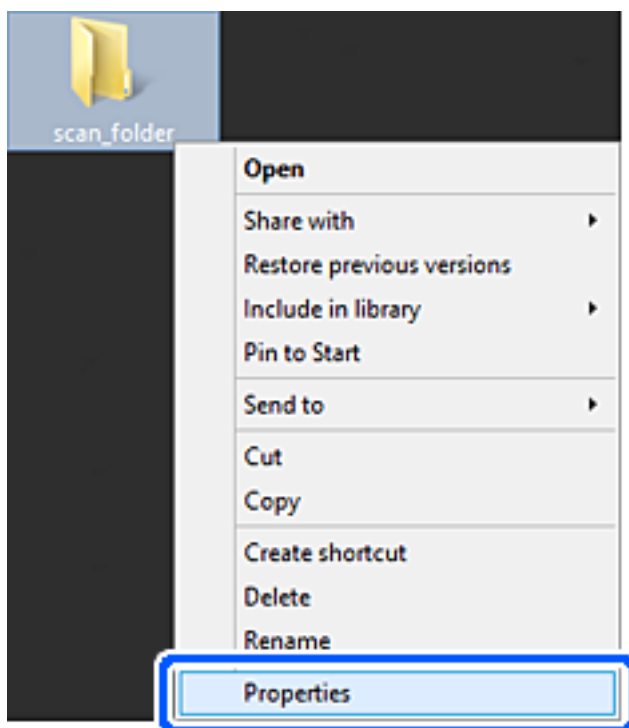 scan_folder
Open
Share with
Restore previous versions
Include in library
Pin to Start
Send to
Cut
Copy
Create shortcut
Delete
Rename
Properties